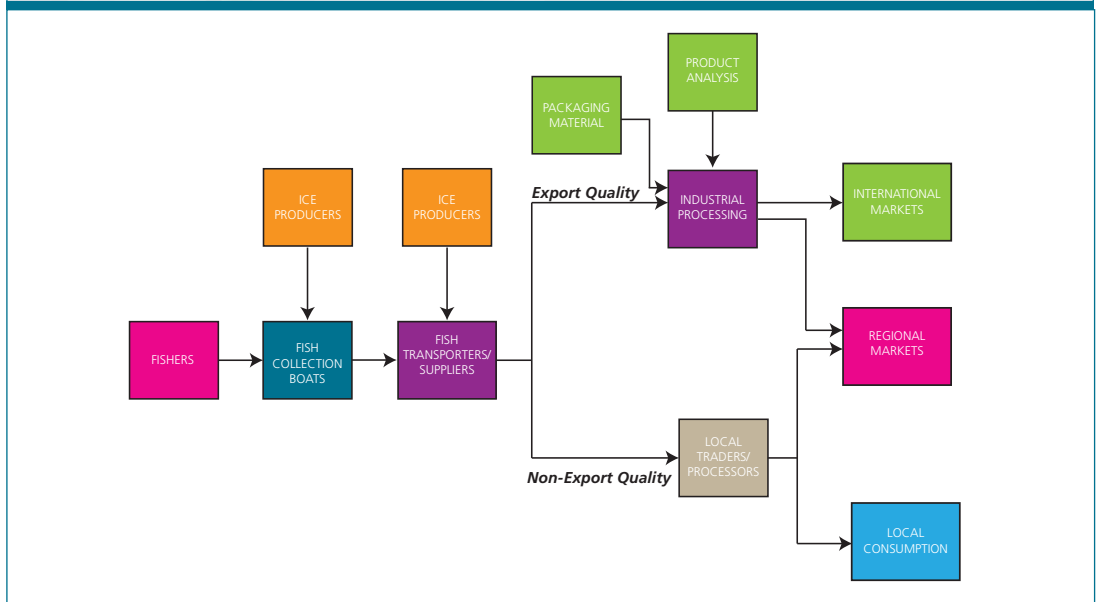 PRODUCT
ANALYSIS
PACKAGING
MATERIAL
ICE
PRODUCERS
ICE
PRODUCERS
Export Quality
INDUSTRIAL
PROCESSING
INTERNATIONAL
MARKETS
FISHERS
FISH
COLLECTION
BOATS
FISH
TRANSPORTERS/
SUPPLIERS
REGIONAL
MARKETS
Non-Export Quality
LOCAL
TRADERS/
PROCESSORS
LOCAL
CONSUMPTION